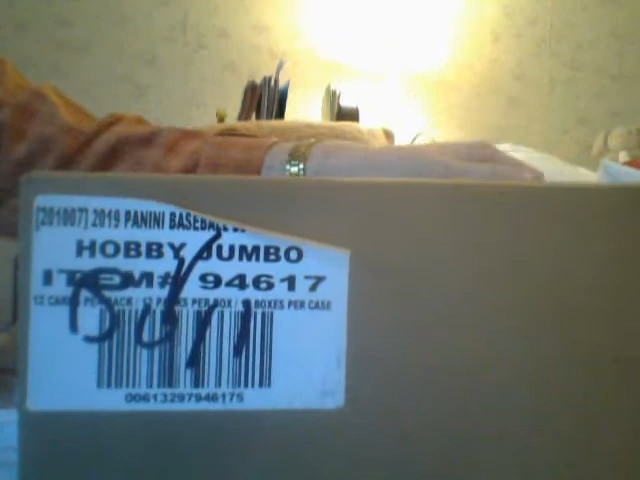 [201007] 2019 PANINI BASEBALL
HOBBY JUMBO
ITEM# 94617
12 CARDS PER PACK / 12 PACKS PER BOX / BOXES PER CASE
00613297946175